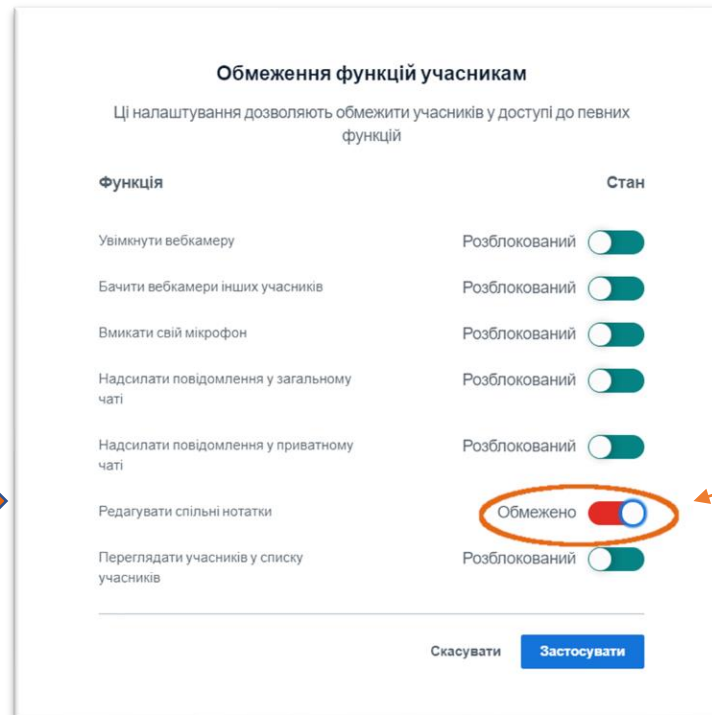 Обмеження функцій учасникам
Ці налаштування дозволяють обмежити учасників у доступі до певних
функцій
Функція Стан
Увімкнути вебкамеру Розблокований
Бачити вебкамери інших учасників Розблокований
Вмикати свій мікрофон Розблокований
Надсилати повідомлення у загальному
чаті
Розблокований
Надсилати повідомлення у приватному
чаті
Розблокований
Редагувати спільні нотатки Обмежено
Переглядати учасників у списку
учасників
Розблокований
Скасувати Застосувати